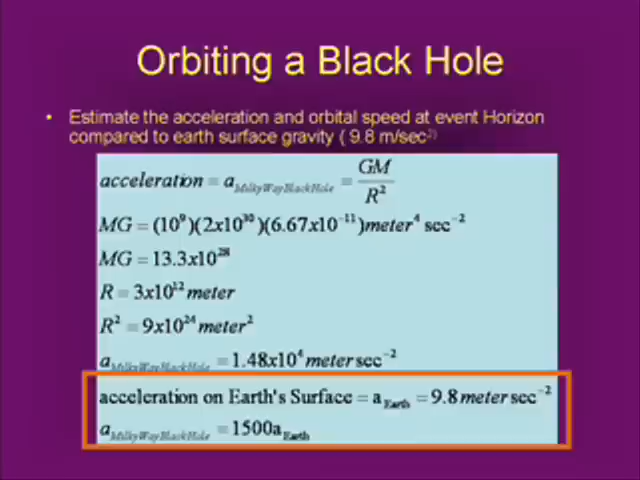 Orbiting a Black Hole
• Estimate the acceleration and orbital speed at event Horizon
compared to earth surface gravity ( 9.8 m/sec²)
acceleration = a_MilkyWayBlackHole = GM/R²
MG = (10⁹)(2x10³⁰)(6.67x10⁻¹¹)meter⁴ sec⁻²
MG = 13.3x10²⁸
R = 3x10¹² meter
R² = 9x10²⁴ meter²
a_MilkyWayBlackHole = 1.48x10⁴ meter sec⁻²
acceleration on Earth's Surface = a_Earth = 9.8 meter sec⁻²
a_MilkyWayBlackHole = 1500a_Earth